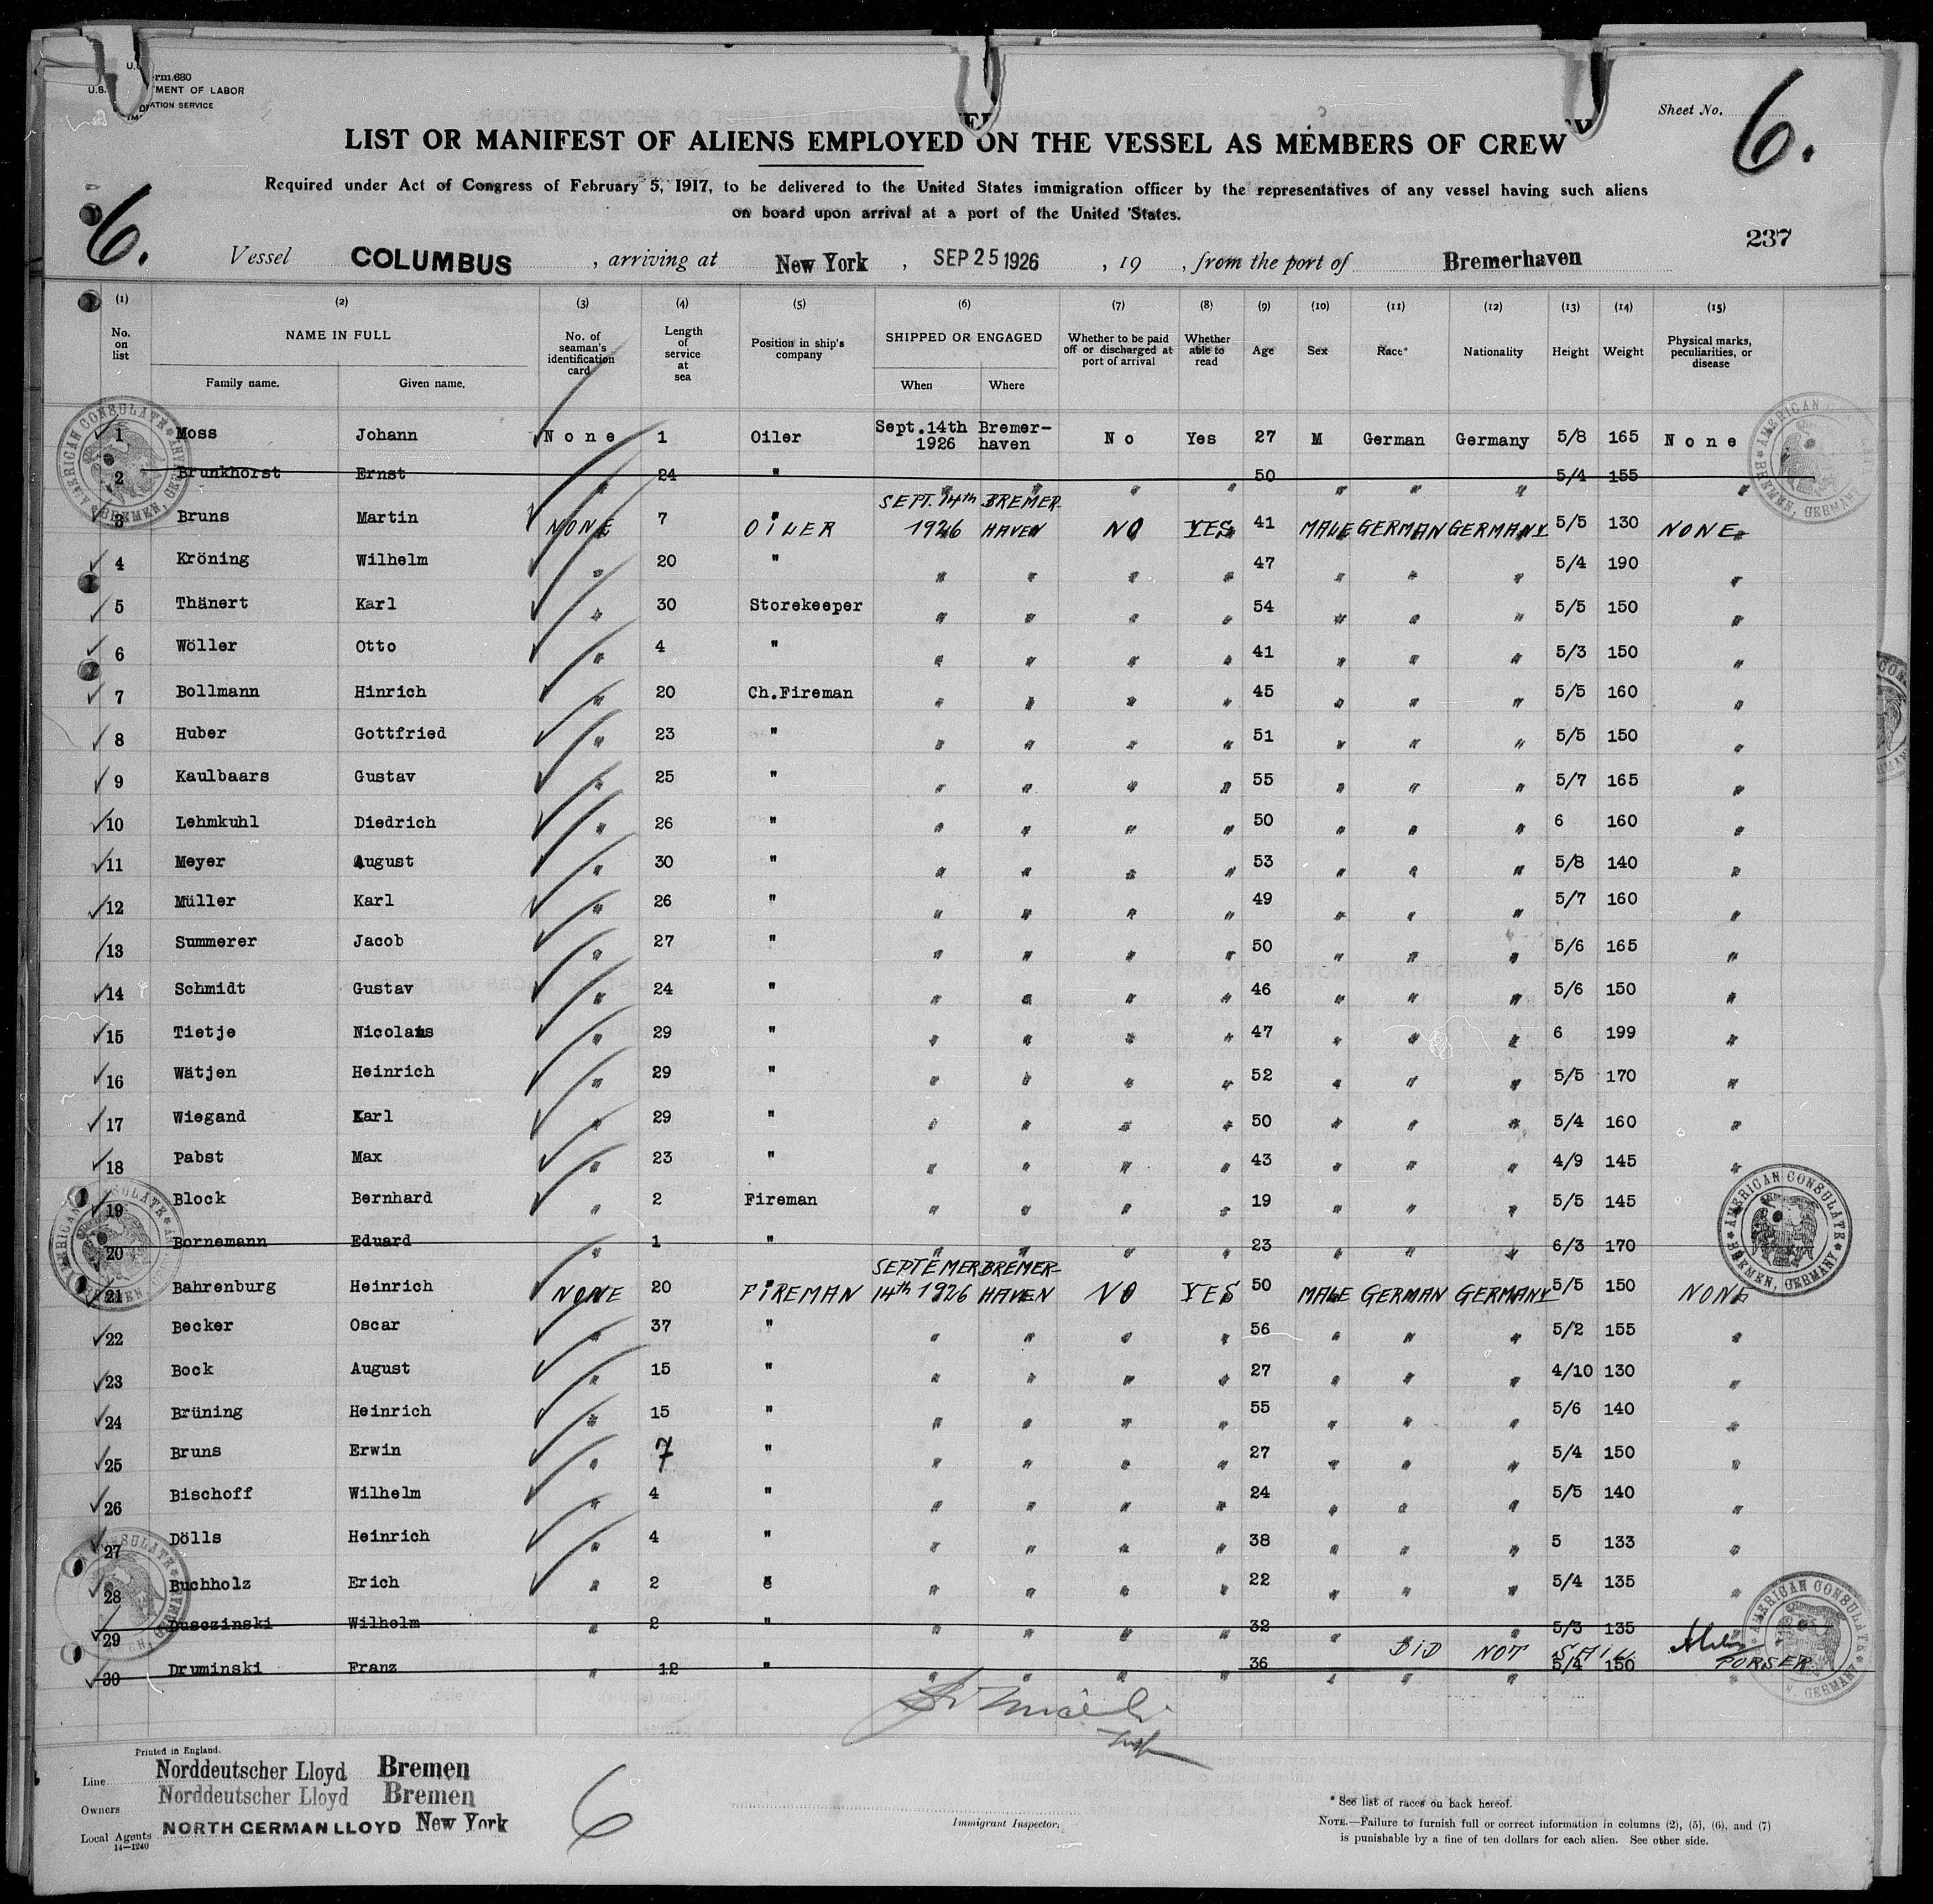 rm 680
U.S. TMENT OF LABOR
ATION SERVICE
Sheet No. 6.
LIST OR MANIFEST OF ALIENS EMPLOYED ON THE VESSEL AS MEMBERS OF CREW
Required under Act of Congress of February 5, 1917, to be delivered to the United States immigration officer by the representatives of any vessel having such aliens
on board upon arrival at a port of the United States.
6.
237
Vessel COLUMBUS, arriving at New York, SEP 25 1926, 19 , from the port of Bremerhaven
(1) (2) (3) (4) (5) (6) (7) (8) (9) (10) (11) (12) (13) (14) (15)
No. on list NAME IN FULL No. of seaman's identification card Length of service at sea Position in ship's company SHIPPED OR ENGAGED Whether to be paid off or discharged at port of arrival Whether able to read Age Sex Race* Nationality Height Weight Physical marks, peculiarities, or disease
Family name. Given name. When Where
1 Moss Johann None 1 Oiler Sept.14th 1926 Bremer-haven No Yes 27 M German Germany 5/8 165 None
2 Brunkhorst Ernst " 24 " " " " " 50 " " " 5/4 155 "
3 Bruns Martin " NONE 7 " OILER SEPT. 14th 1926 BREMER-HAVEN NO YES 41 MALE GERMAN GERMANY 5/5 130 NONE
4 Kröning Wilhelm " 20 " " " " " 47 " " " 5/4 190 "
5 Thänert Karl " 30 Storekeeper " " " " 54 " " " 5/5 150 "
6 Wöller Otto " 4 " " " " " 41 " " " 5/3 150 "
7 Bollmann Hinrich " 20 Ch.Fireman " " " " 45 " " " 5/5 160 "
8 Huber Gottfried " 23 " " " " " 51 " " " 5/5 150 "
9 Kaulbaars Gustav " 25 " " " " " 55 " " " 5/7 165 "
10 Lehmkuhl Diedrich " 26 " " " " " 50 " " " 6 160 "
11 Meyer August " 30 " " " " " 53 " " " 5/8 140 "
12 Müller Karl " 26 " " " " " 49 " " " 5/7 160 "
13 Summerer Jacob " 27 " " " " " 50 " " " 5/6 165 "
14 Schmidt Gustav " 24 " " " " " 46 " " " 5/6 150 "
15 Tietje Nicolaus " 29 " " " " " 47 " " " 6 199 "
16 Wätjen Heinrich " 29 " " " " " 52 " " " 5/5 170 "
17 Wiegand Karl " 29 " " " " " 50 " " " 5/4 160 "
18 Pabst Max " 23 " " " " " 43 " " " 4/9 145 "
19 Block Bernhard " 2 Fireman " " " " 19 " " " 5/5 145 "
20 Bornemann Eduard " 1 " " " " " 23 " " " 6/3 170
21 Bahrenburg Heinrich NONE 20 FIREMAN SEPTEMER 14th 1926 BREMER-HAVEN NO YES 50 MALE GERMAN GERMANY 5/5 150 NONE
22 Becker Oscar " 37 " " " " " 56 " " " 5/2 155 "
23 Bock August " 15 " " " " " 27 " " " 4/10 130 "
24 Brüning Heinrich " 15 " " " " " 55 " " " 5/6 140 "
25 Bruns Erwin " 7 " " " " " 27 " " " 5/4 150 "
26 Bischoff Wilhelm " 4 " " " " " 24 " " " 5/5 140 "
27 Dölls Heinrich " 4 " " " " " 38 " " " 5 133 "
28 Buchholz Erich " 2 " " " " " 22 " " " 5/4 135 "
29 Dusczinski Wilhelm " 2 " " " " " 32 " " " 5/3 135 "
DID NOT SAIL PURSER
30 Druminski Franz " 12 " " " " " 36 " " " 5/4 150 "
Printed in England.
Line Norddeutscher Lloyd Bremen
Owners Norddeutscher Lloyd Bremen
Local Agents NORTH GERMAN LLOYD New York
14—1240
6
Immigrant Inspector.
* See list of races on back hereof.
NOTE.—Failure to furnish full or correct information in columns (2), (5), (6), and (7)
is punishable by a fine of ten dollars for each alien. See other side.
AMERICAN CONSULATE BREMEN, GERMANY
AMERICAN CONSULATE BREMEN, GERMANY
AMERICAN CONSULATE BREMEN, GERMANY
AMERICAN CONSULATE BREMEN, GERMANY